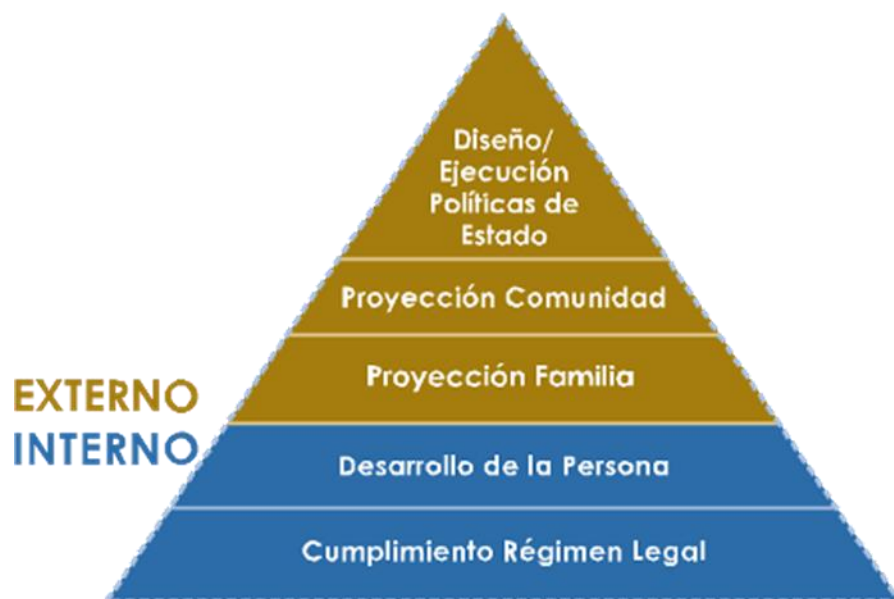 Diseño/
Ejecución
Políticas de
Estado
Proyección Comunidad
Proyección Familia
EXTERNO
INTERNO
Desarrollo de la Persona
Cumplimiento Régimen Legal